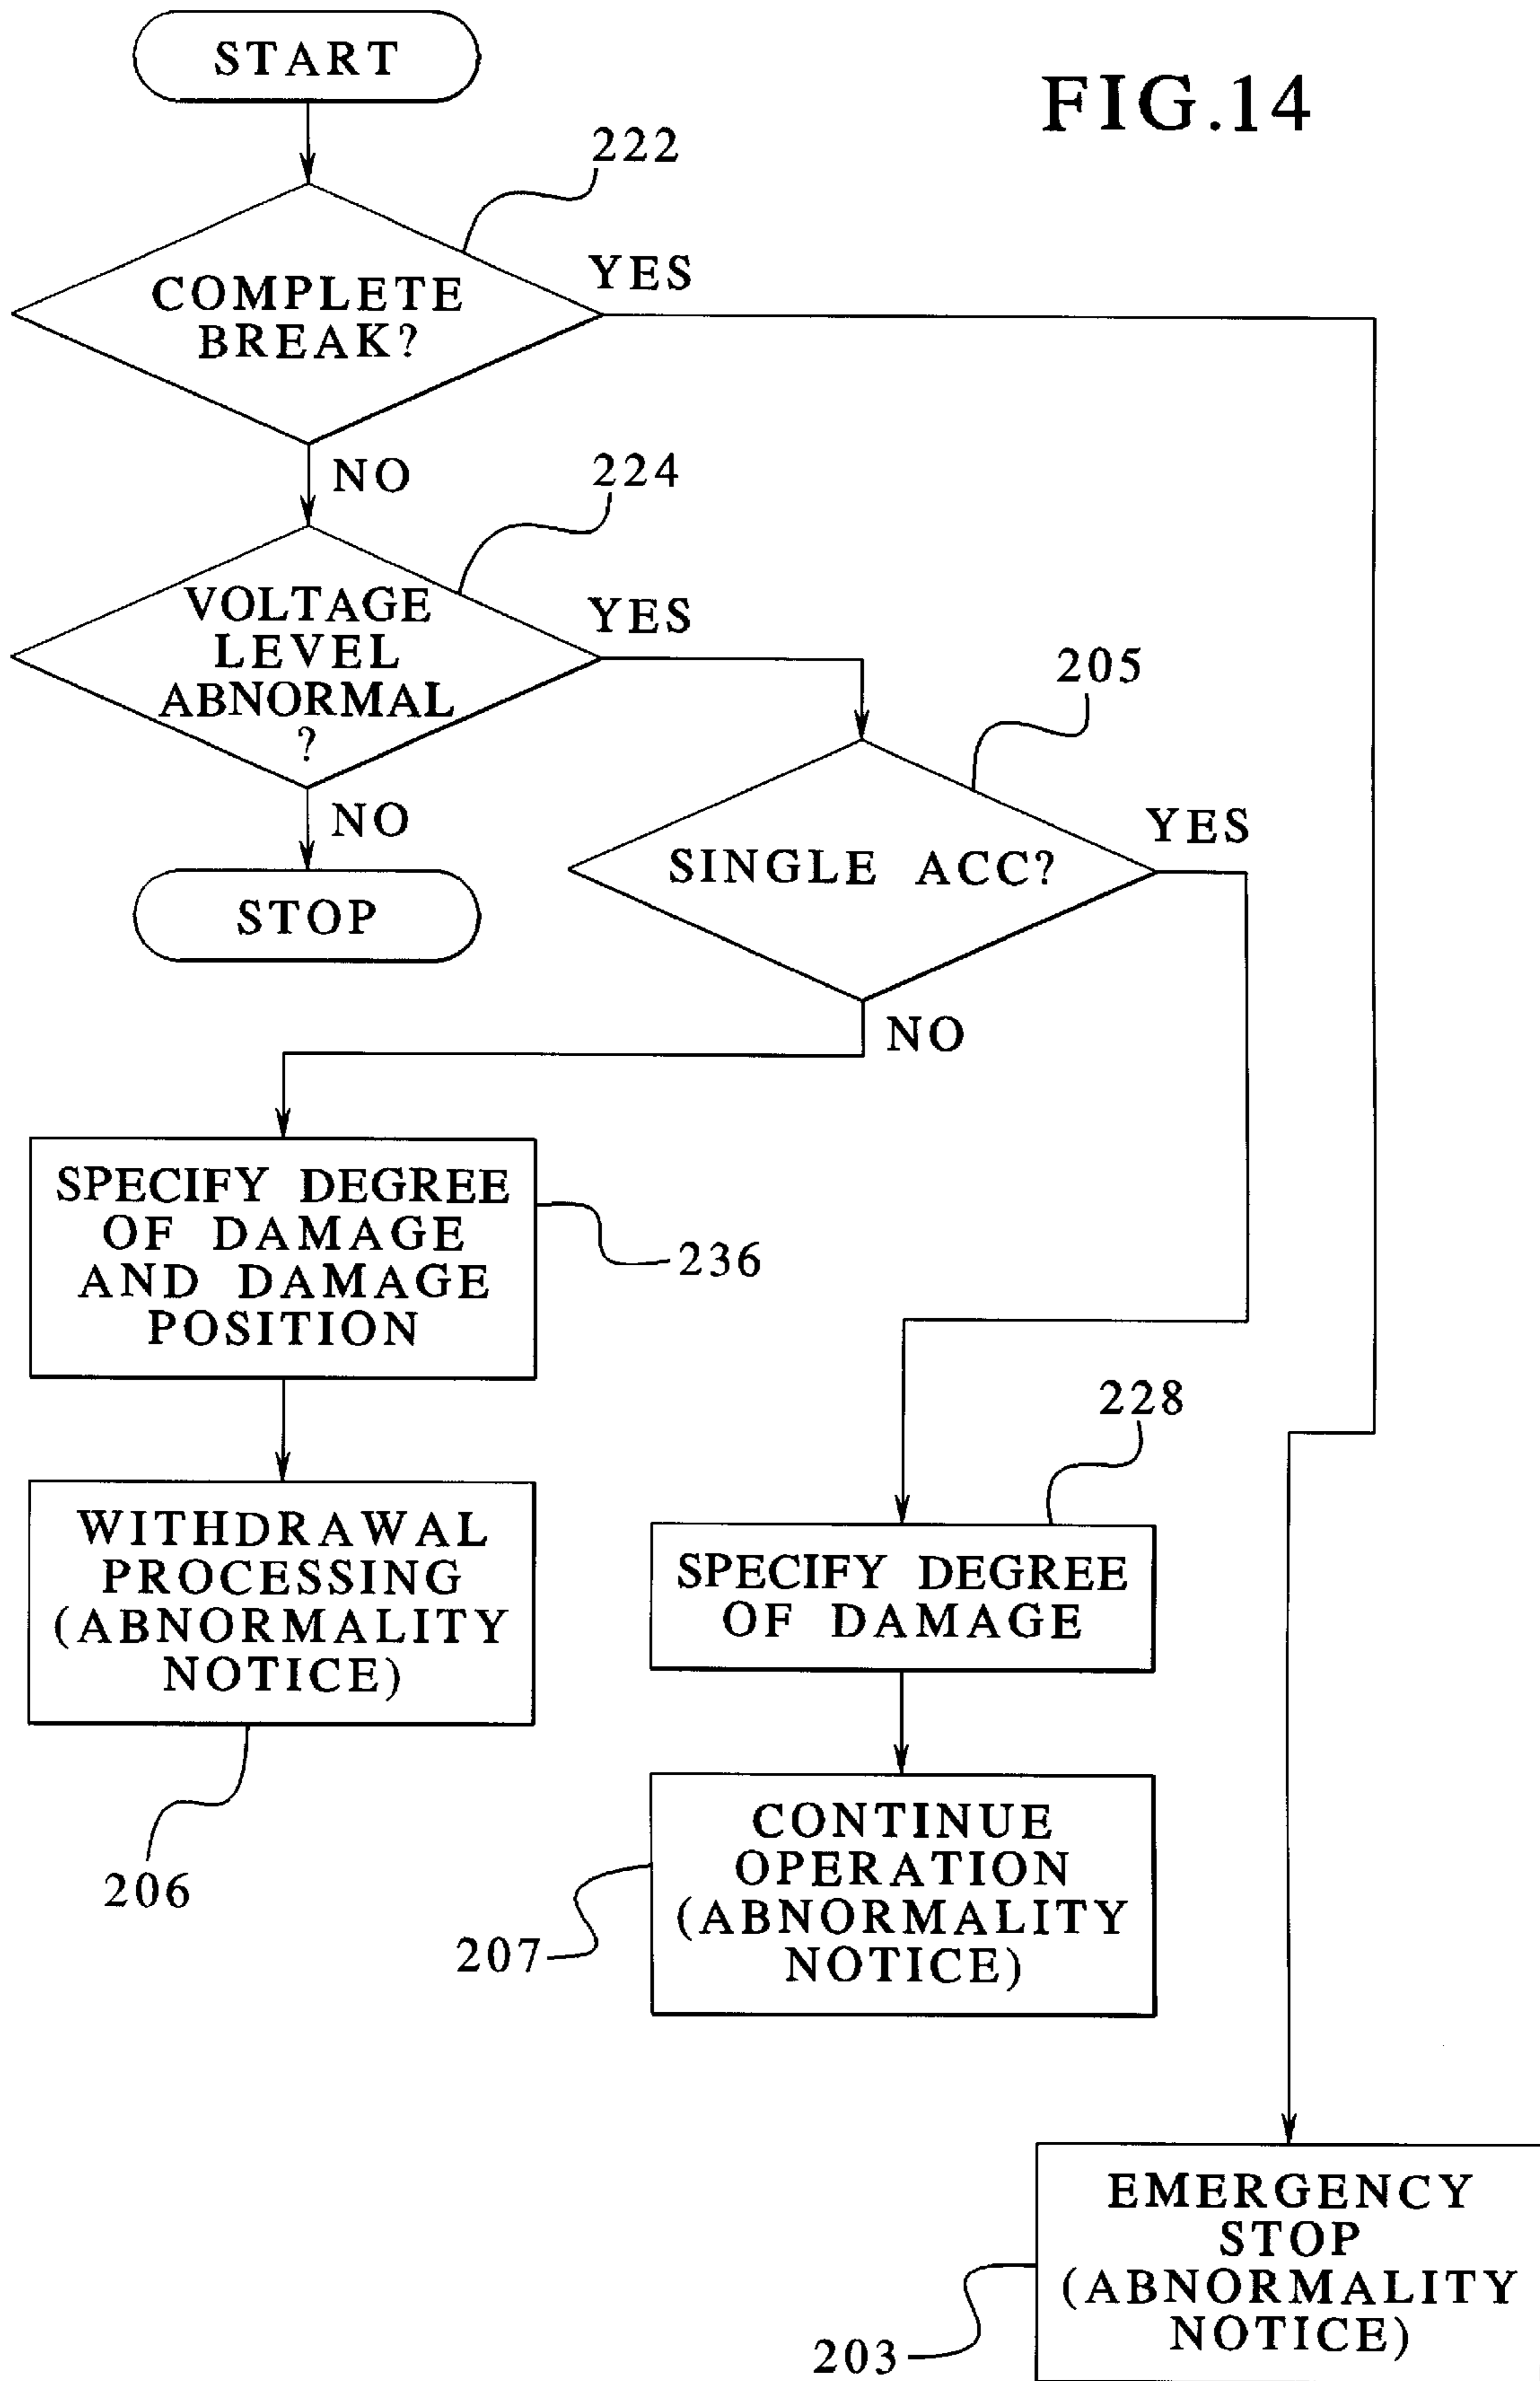 START
FIG.14
222
COMPLETE
BREAK?
YES
NO
224
VOLTAGE
LEVEL
ABNORMAL
?
YES
NO
STOP
205
SINGLE ACC?
YES
NO
SPECIFY DEGREE
OF DAMAGE
AND DAMAGE
POSITION
236
WITHDRAWAL
PROCESSING
(ABNORMALITY
NOTICE)
206
228
SPECIFY DEGREE
OF DAMAGE
CONTINUE
OPERATION
(ABNORMALITY
NOTICE)
207
EMERGENCY
STOP
(ABNORMALITY
NOTICE)
203